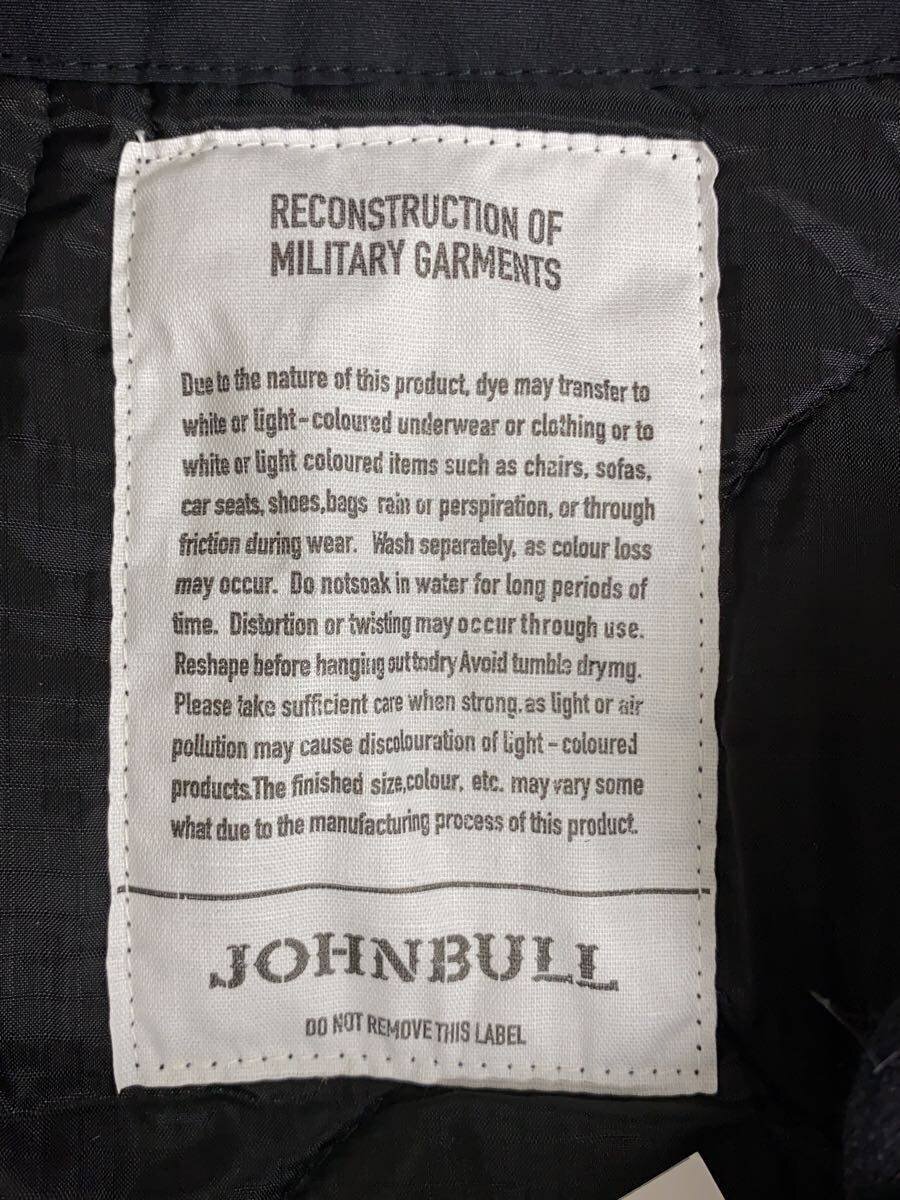 RECONSTRUCTION OF
MILITARY GARMENTS
Due to the nature of this product, dye may transfer to
white or light-coloured underwear or clothing or to
white or light coloured items such as chairs, sofas,
car seats, shoes,bags rain or perspiration, or through
friction during wear. Wash separately, as colour loss
may occur. Do notsoak in water for long periods of
time. Distortion or twisting may occur through use.
Reshape before hanging outtodry Avoid tumble drymg.
Please take sufficient care when strong.as light or air
pollution may cause discolouration of light-coloured
products.The finished size,colour, etc. may vary some
what due to the manufacturing process of this product.
JOHNBULL
DO NOT REMOVE THIS LABEL